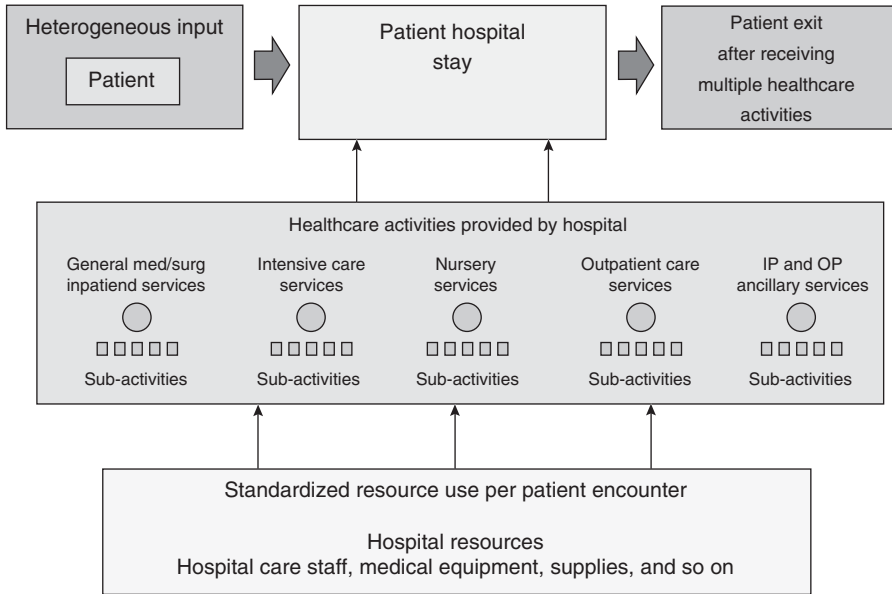 Heterogeneous input
Patient
Patient hospital
stay
Patient exit
after receiving
multiple healthcare
activities
Healthcare activities provided by hospital
General med/surg
inpatiend services
Intensive care
services
Nursery
services
Outpatient care
services
IP and OP
ancillary services
Sub-activities
Sub-activities
Sub-activities
Sub-activities
Sub-activities
Standardized resource use per patient encounter
Hospital resources
Hospital care staff, medical equipment, supplies, and so on